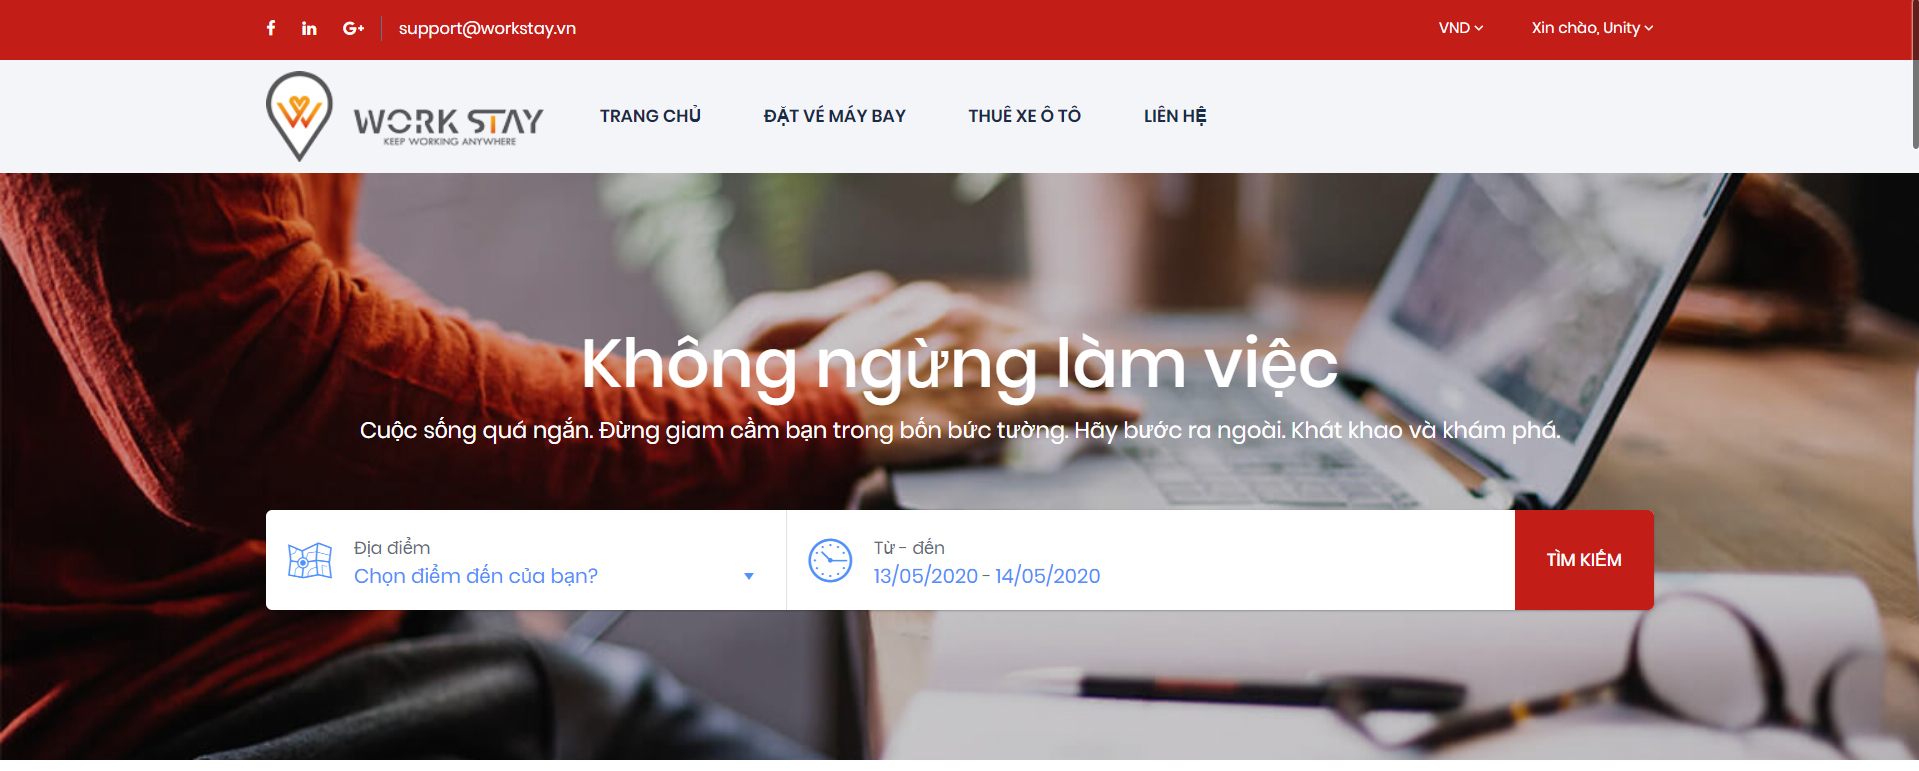 support@workstay.vn
VND
Xin chào, Unity
WORK STAY
KEEP WORKING ANYWHERE
TRANG CHỦ
ĐẶT VÉ MÁY BAY
THUÊ XE Ô TÔ
LIÊN HỆ
Không ngừng làm việc
Cuộc sống quá ngắn. Đừng giam cầm bạn trong bốn bức tường. Hãy bước ra ngoài. Khát khao và khám phá.
Địa điểm
Chọn điểm đến của bạn?
Từ - đến
13/05/2020 - 14/05/2020
TÌM KIẾM